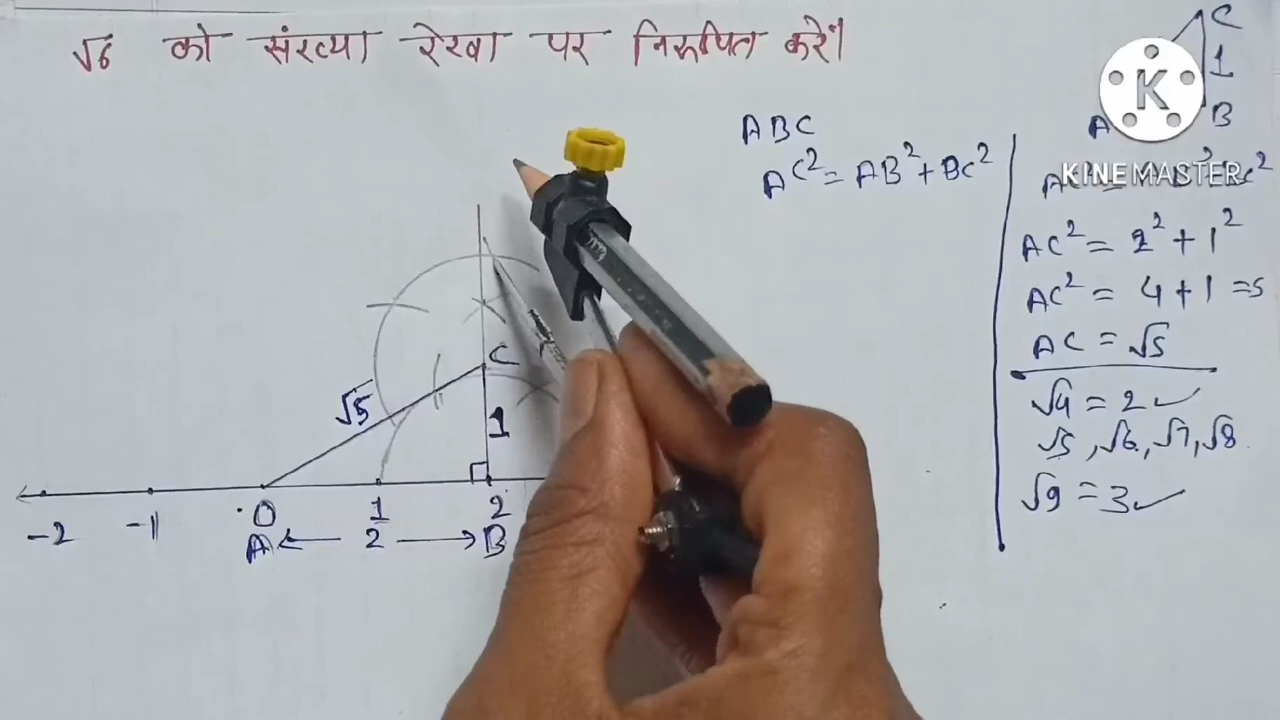 √6 को संख्या रेखा पर निरूपित करें।
C
1
A B
K
KINEMASTER
ABC
AC² = AB² + BC²
AC² = 2² + 1²
AC² = 4 + 1 = 5
AC = √5
√4 = 2 ✓
√5, √6, √7, √8
√9 = 3 ✓
C
√5
1
-2 -1 0 1 2
A ← 2 → B